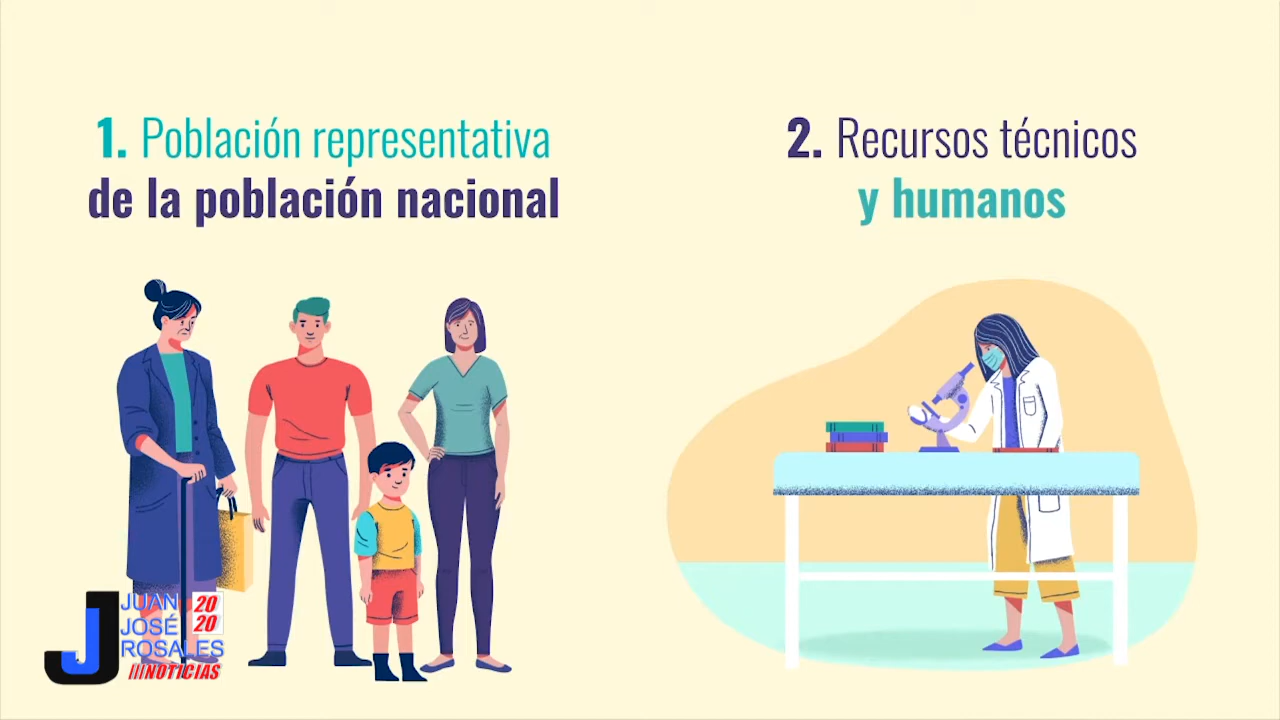 1. Población representativa
de la población nacional
2. Recursos técnicos
y humanos
JUAN 20
JOSÉ 20
ROSALES
NOTICIAS